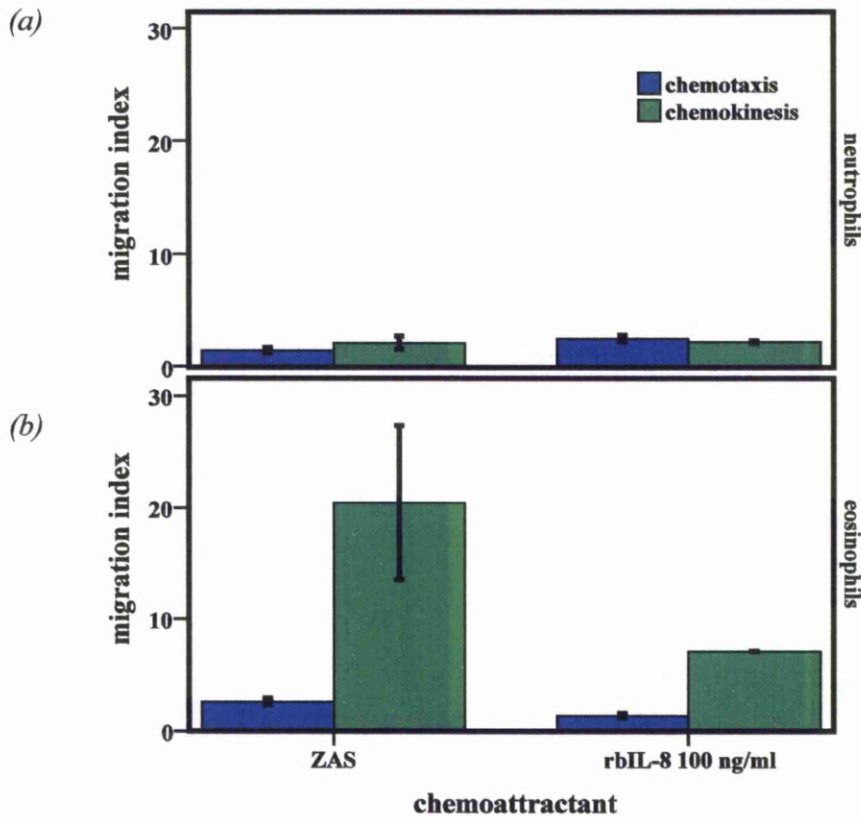 (a)
30
20
10
0
migration index
chemotaxis
chemokinesis
neutrophils
(b)
30
20
10
0
migration index
eosinophils
ZAS
rbIL-8 100 ng/ml
chemoattractant